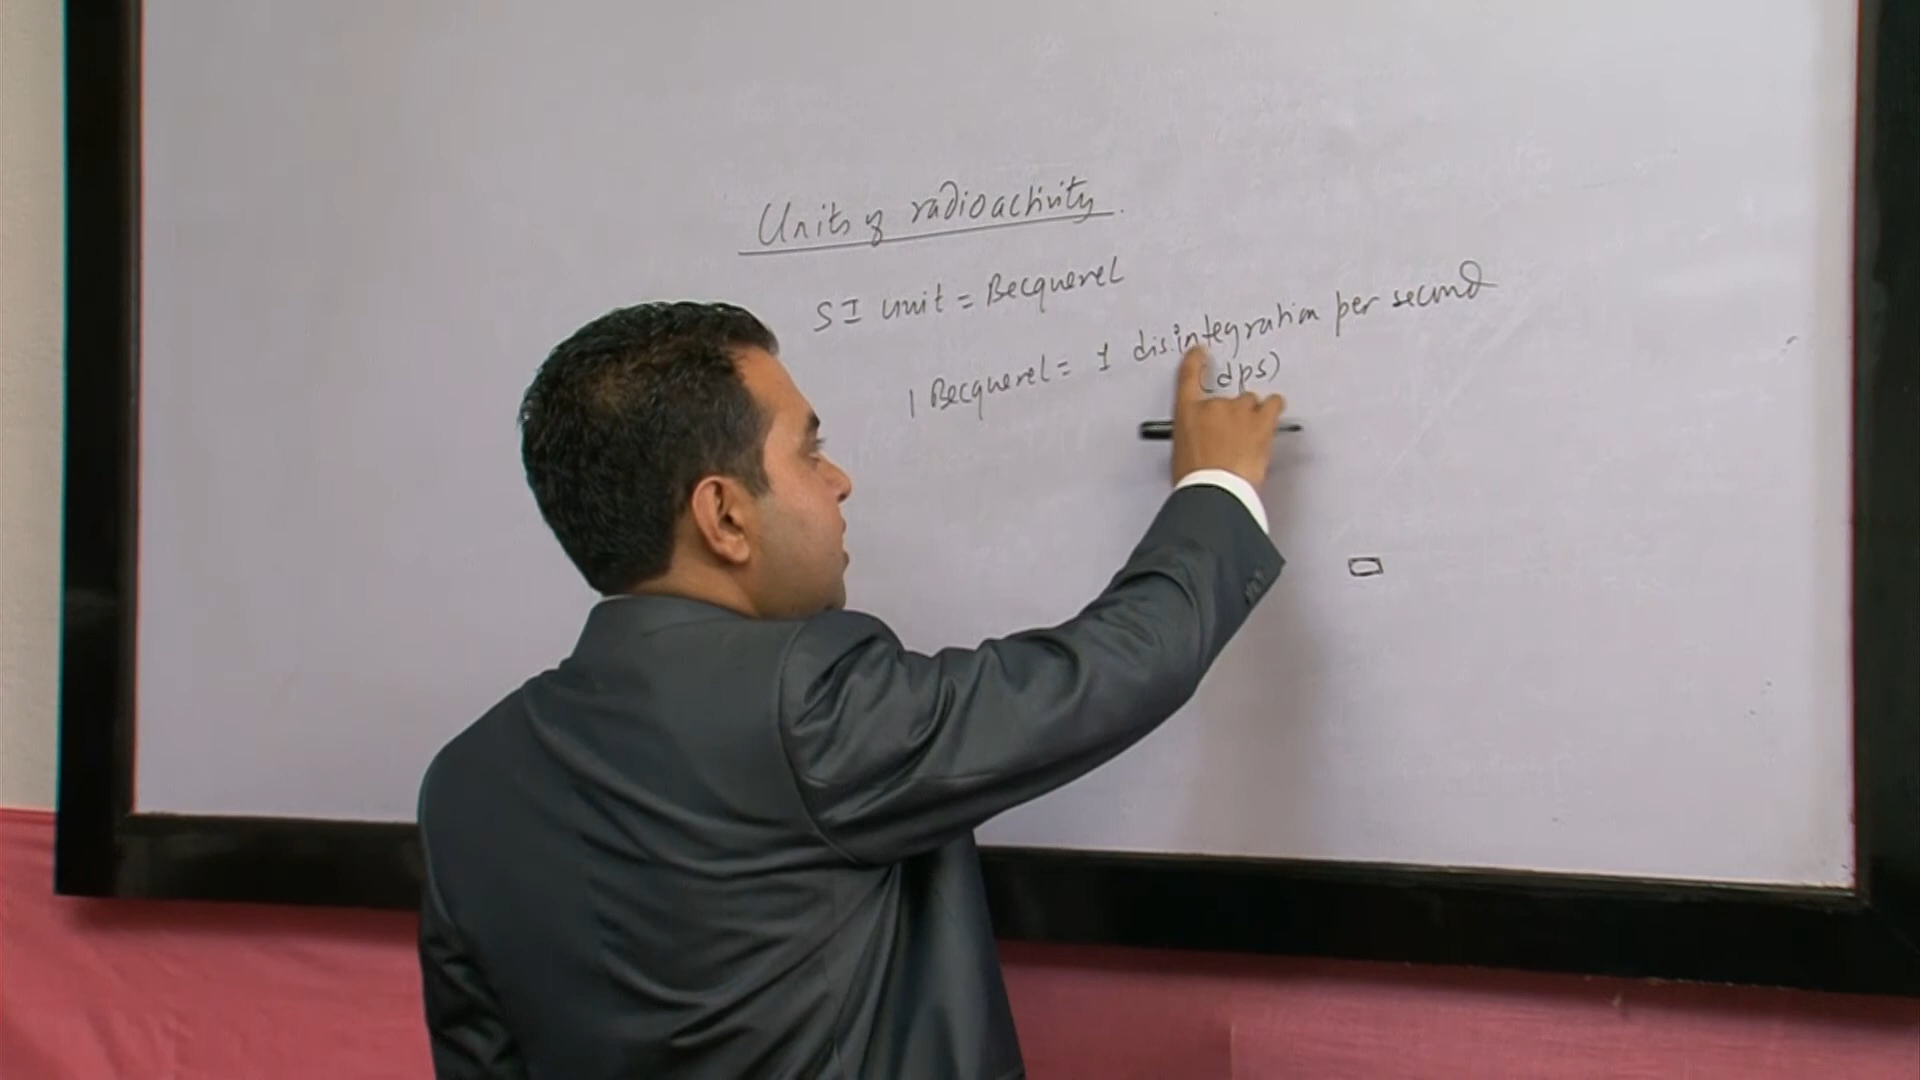 Units of radioactivity.
SI unit = Becquerel
1 Becquerel = 1 disintegration per second
(dps)